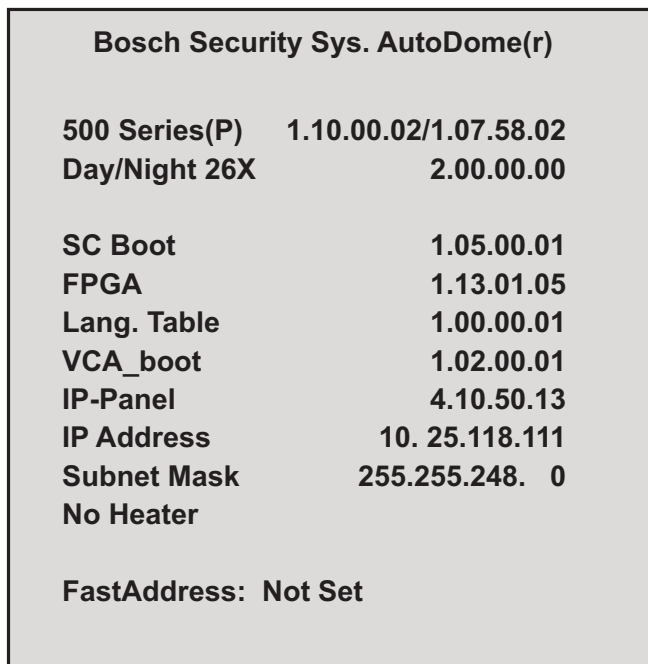 Bosch Security Sys. AutoDome(r)
500 Series(P) 1.10.00.02/1.07.58.02
Day/Night 26X 2.00.00.00
SC Boot 1.05.00.01
FPGA 1.13.01.05
Lang. Table 1.00.00.01
VCA_boot 1.02.00.01
IP-Panel 4.10.50.13
IP Address 10. 25.118.111
Subnet Mask 255.255.248. 0
No Heater
FastAddress: Not Set